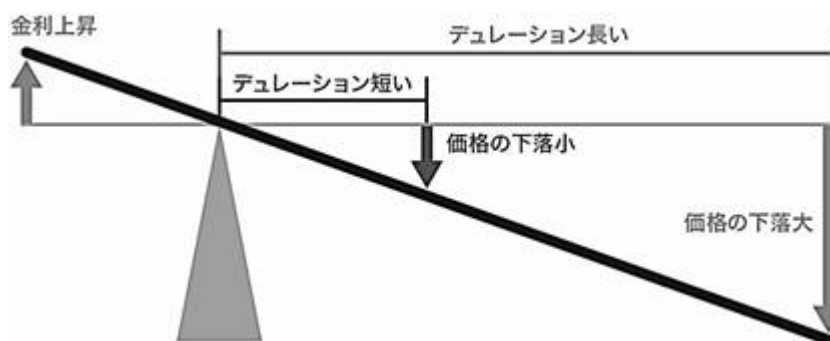 金利上昇
デュレーション長い
デュレーション短い
価格の下落小
価格の下落大